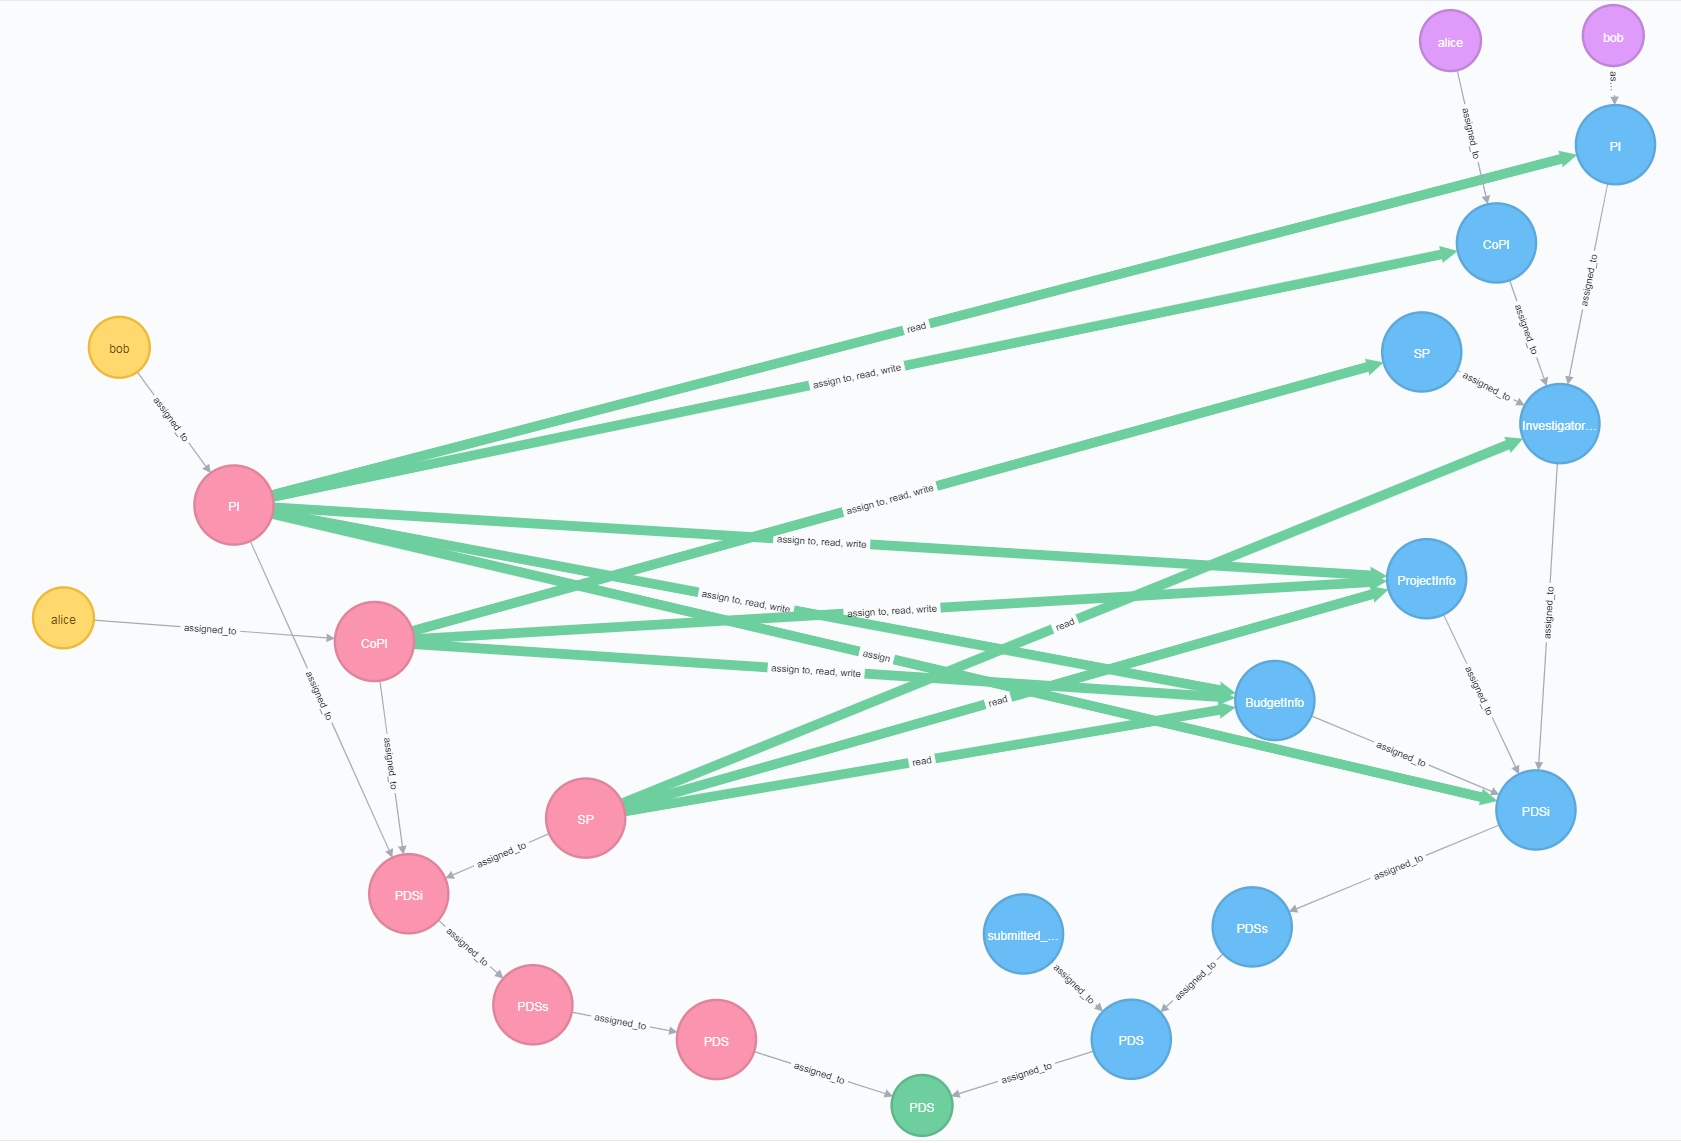 alice
bob
as...
assigned_to
PI
CoPI
assigned_to
assigned_to
read
bob
SP
assign to, read, write
assigned_to
assigned_to
Investigator...
PI
assign to, read, write
assign to, read, write
ProjectInfo
assign to, read, write
assign to, read, write
assigned_to
alice
assigned_to
read
CoPI
assign
assign to, read, write
assigned_to
assigned_to
read
BudgetInfo
assigned_to
assigned_to
read
SP
PDSi
assigned_to
assigned_to
PDSi
PDSs
submitted_...
assigned_to
assigned_to
assigned_to
PDSs
assigned_to
PDS
PDS
assigned_to
assigned_to
PDS